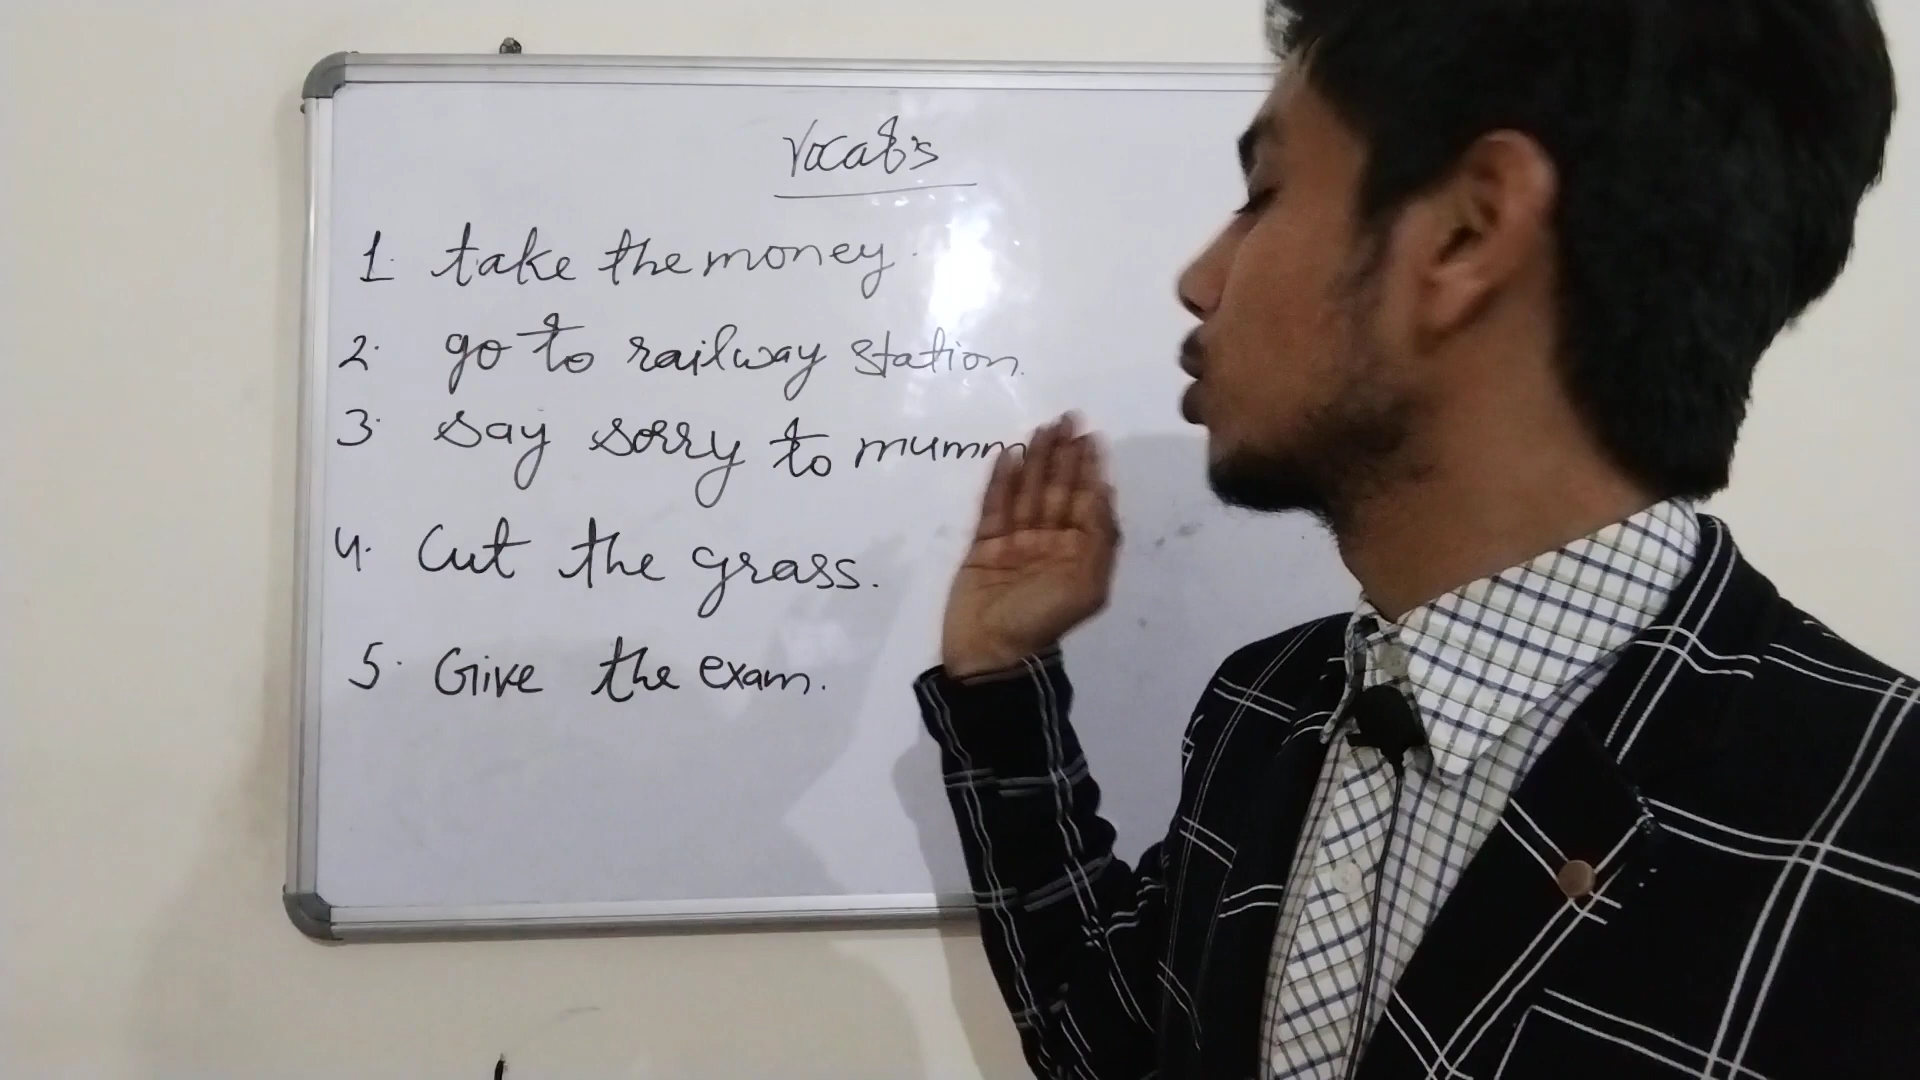 Vocab's
1. take the money.
2. go to railway station.
3. say sorry to mumm
4. Cut the grass.
5. Give the exam.